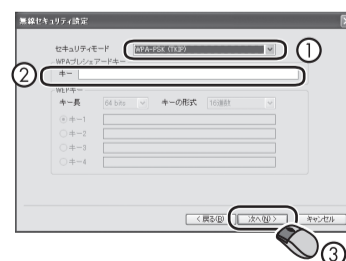 無線セキュリティ設定
セキュリティモード WPA-PSK (TKIP) ①
WPAプレシェアードキー
② キー
WEPキー
キー長 64 bits キーの形式 16進数
キー1
キー2
キー3
キー4
< 戻る(B) 次へ(N) > キャンセル
③